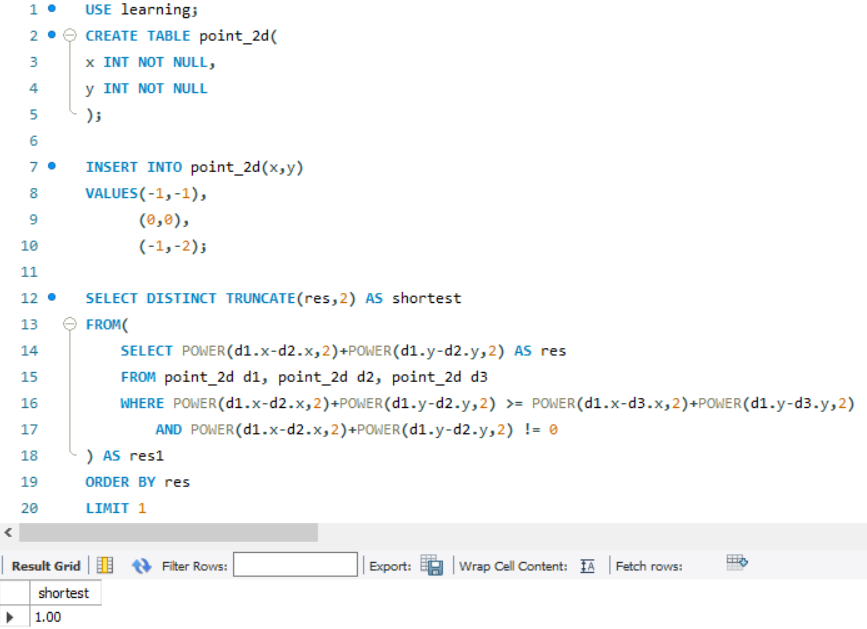 1 USE learning;
2 CREATE TABLE point_2d(
3 x INT NOT NULL,
4 y INT NOT NULL
5 );
6
7 INSERT INTO point_2d(x,y)
8 VALUES(-1,-1),
9 (0,0),
10 (-1,-2);
11
12 SELECT DISTINCT TRUNCATE(res,2) AS shortest
13 FROM(
14 SELECT POWER(d1.x-d2.x,2)+POWER(d1.y-d2.y,2) AS res
15 FROM point_2d d1, point_2d d2, point_2d d3
16 WHERE POWER(d1.x-d2.x,2)+POWER(d1.y-d2.y,2) >= POWER(d1.x-d3.x,2)+POWER(d1.y-d3.y,2)
17 AND POWER(d1.x-d2.x,2)+POWER(d1.y-d2.y,2) != 0
18 ) AS res1
19 ORDER BY res
20 LIMIT 1
Result Grid Filter Rows: Export: Wrap Cell Content: IA Fetch rows:
shortest
1.00